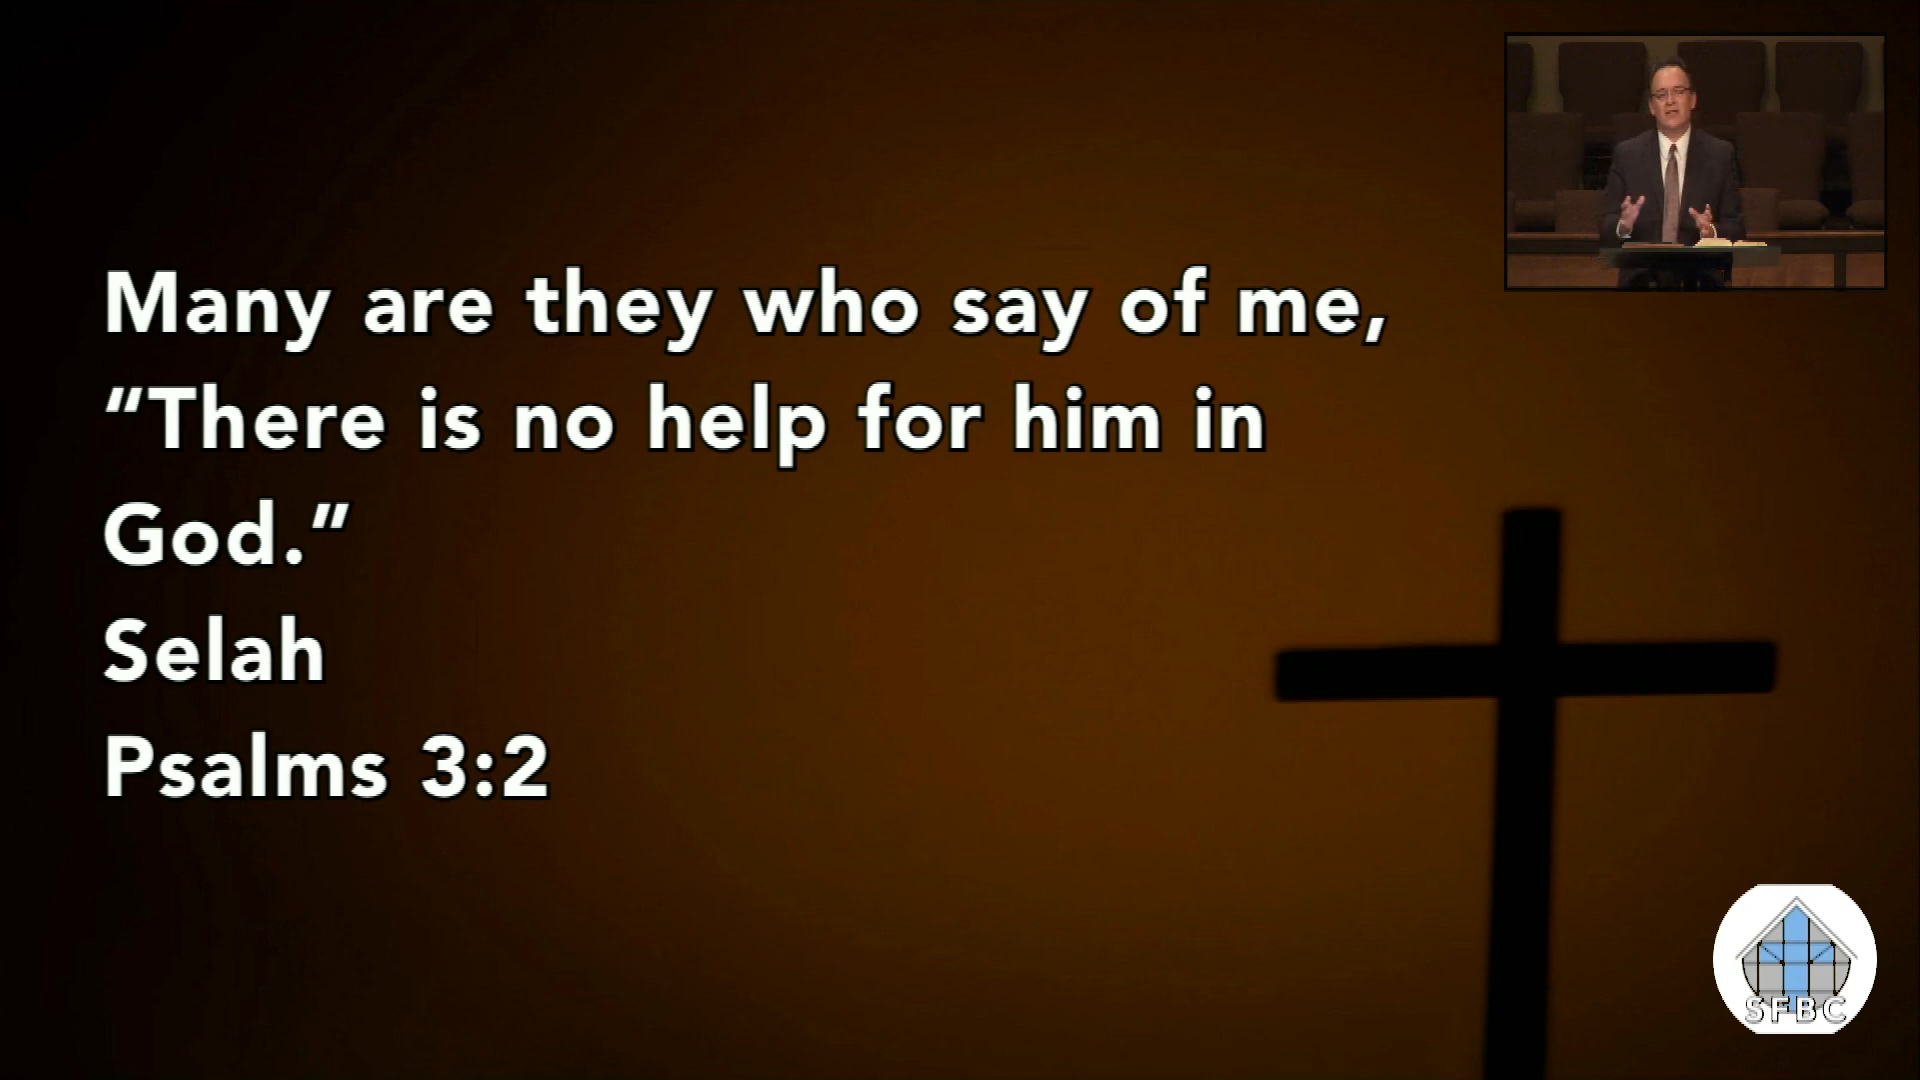 Many are they who say of me,
“There is no help for him in
God.”
Selah
Psalms 3:2
SFBC